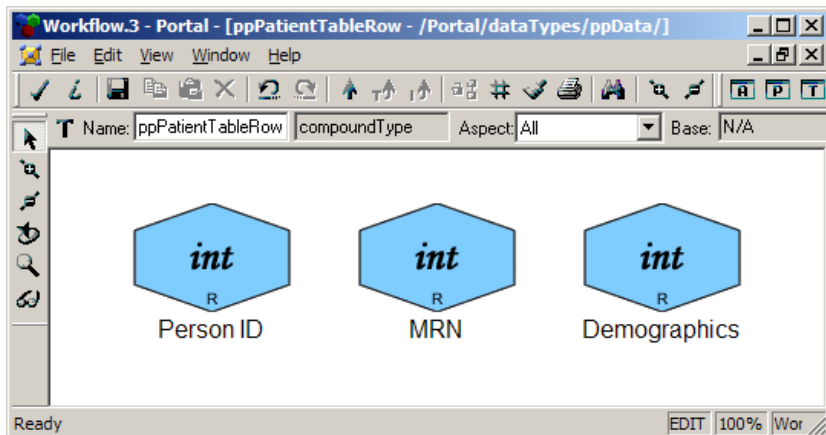 Workflow.3 - Portal - [ppPatientTableRow - /Portal/dataTypes/ppData/]
File Edit View Window Help
A P T
T Name: ppPatientTableRow compoundType Aspect: All Base: N/A
int int int
R R R
Person ID MRN Demographics
Ready EDIT 100% Wor